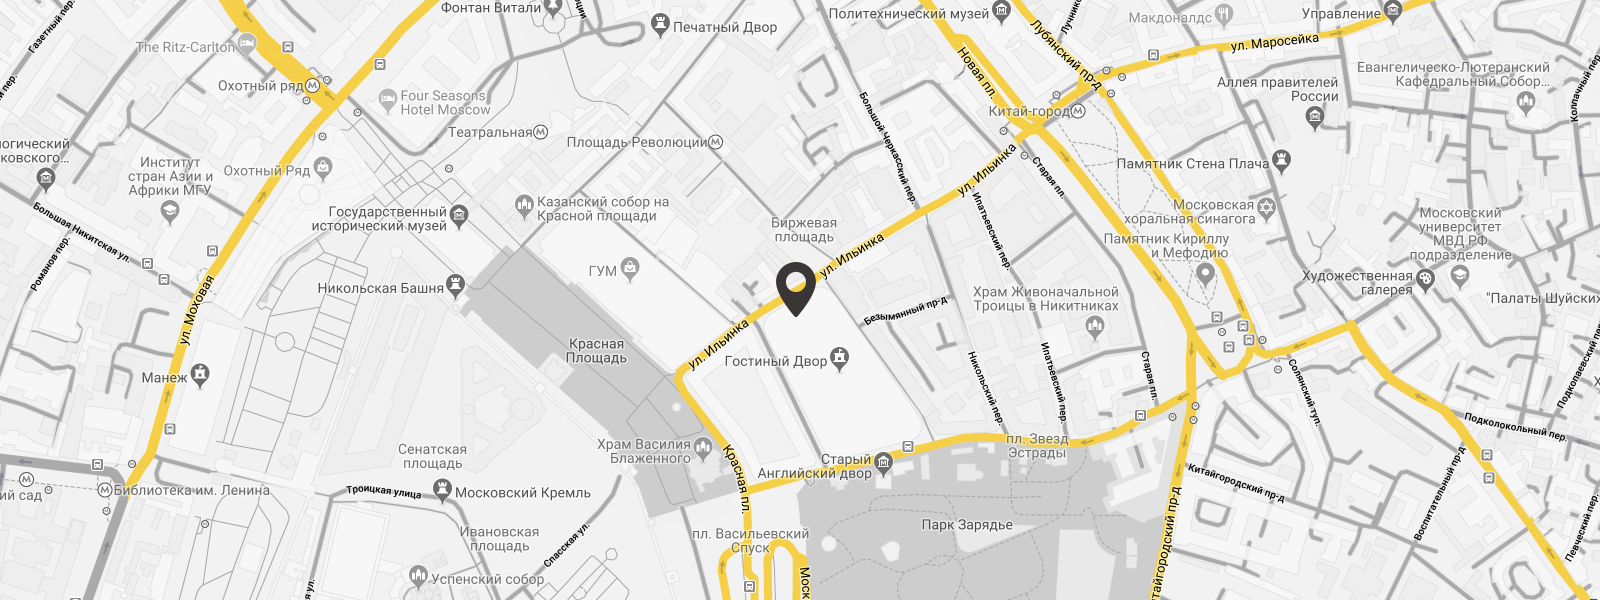 Фонтан Витали
Печатный Двор
Политехнический музей
Макдоналдс
Управление
Газетный пер.
The Ritz-Carlton
Охотный ряд
Four Seasons
Hotel Moscow
Театральная
Площадь Революции
Новая пл.
Лубянский пр-д
ул. Маросейка
Евангелическо-Лютеранский
Кафедральный Собор...
Аллея правителей
России
Колпачный пер.
Китай-город
Большой Черкасский пер.
Институт
стран Азии и
Африки МГУ
Охотный Ряд
Памятник Стена Плача
Старая пл.
ул. Ильинка
Ипатьевский пер.
Большая Никитская ул.
Романов пер.
Государственный
исторический музей
Казанский собор на
Красной площади
Биржевая
площадь
Московская
хоральная синагога
Московский
университет
МВД РФ
подразделение
Памятник Кириллу
и Мефодию
ул. Ильинка
ГУМ
Никольская Башня
Храм Живоначальной
Троицы в Никитниках
Художественная
галерея
"Палаты Шуйских
ул. Моховая
Безымянный пр-д
ул. Ильинка
Красная
Площадь
Гостиный Двор
Манеж
Никольский пер.
Ипатьевский пер.
Старая пл.
Солянский туп.
Подкопаевский пер.
Подколокольный пер.
Сенатская
площадь
Храм Василия
Блаженного
Красная пл.
Старый
Английский двор
пл. Звезд
Эстрады
Китайгородский пр-д
Воспитательный пр-д
ий сад
Библиотека им. Ленина
Троицкая улица
Московский Кремль
Ивановская
площадь
Спасская ул.
пл. Васильевский
Спуск
Парк Зарядье
Певческий пер.
Успенский собор
Моск
тайгородский пр-д